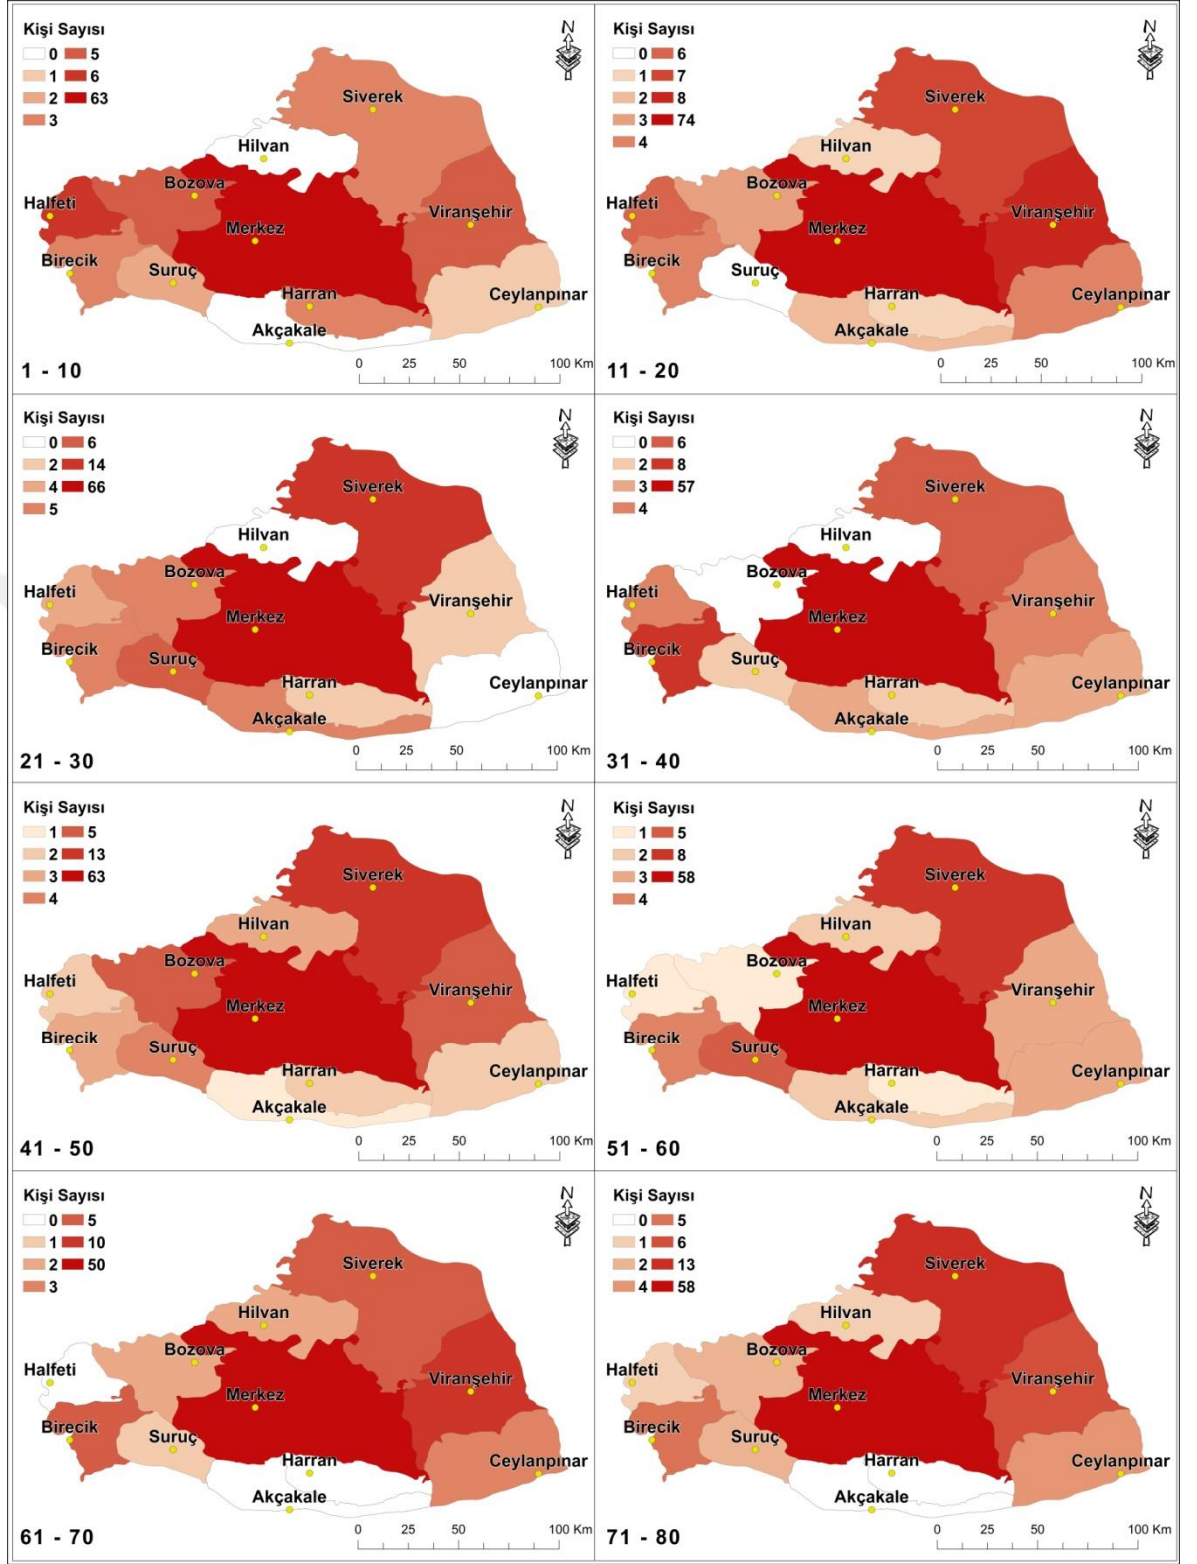 Kişi Sayısı
0 5
1 6
2 63
3
N
Siverek
Hilvan
Bozova
Halfeti
Viranşehir
Merkez
Birecik
Suruç
Harran
Ceylanpınar
Akçakale
0 25 50 100 Km
1 - 10
Kişi Sayısı
0 6
1 7
2 8
3 74
4
N
Siverek
Hilvan
Bozova
Halfeti
Viranşehir
Merkez
Birecik
Suruç
Harran
Ceylanpınar
Akçakale
0 25 50 100 Km
11 - 20
Kişi Sayısı
0 6
2 14
4 66
5
N
Siverek
Hilvan
Bozova
Halfeti
Viranşehir
Merkez
Birecik
Suruç
Harran
Ceylanpınar
Akçakale
0 25 50 100 Km
21 - 30
Kişi Sayısı
0 6
2 8
3 57
4
N
Siverek
Hilvan
Bozova
Halfeti
Viranşehir
Merkez
Birecik
Suruç
Harran
Ceylanpınar
Akçakale
0 25 50 100 Km
31 - 40
Kişi Sayısı
1 5
2 13
3 63
4
N
Siverek
Hilvan
Bozova
Halfeti
Viranşehir
Merkez
Birecik
Suruç
Harran
Ceylanpınar
Akçakale
0 25 50 100 Km
41 - 50
Kişi Sayısı
1 5
2 8
3 58
4
N
Siverek
Hilvan
Bozova
Halfeti
Viranşehir
Merkez
Birecik
Suruç
Harran
Ceylanpınar
Akçakale
0 25 50 100 Km
51 - 60
Kişi Sayısı
0 5
1 10
2 50
3
N
Siverek
Hilvan
Bozova
Halfeti
Viranşehir
Merkez
Birecik
Suruç
Harran
Ceylanpınar
Akçakale
0 25 50 100 Km
61 - 70
Kişi Sayısı
0 5
1 6
2 13
4 58
N
Siverek
Hilvan
Bozova
Halfeti
Viranşehir
Merkez
Birecik
Suruç
Harran
Ceylanpınar
Akçakale
0 25 50 100 Km
71 - 80